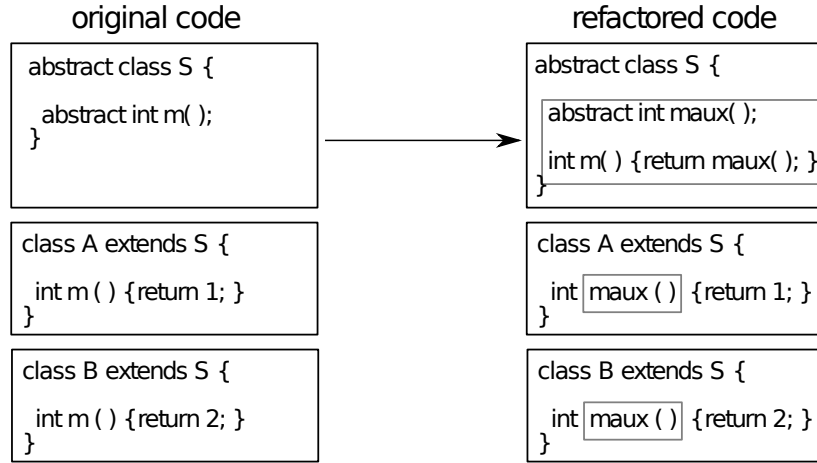 original code
abstract class S {
abstract int m( );
}
class A extends S {
int m ( ) {return 1; }
}
class B extends S {
int m ( ) {return 2; }
}
refactored code
abstract class S {
abstract int maux( );
int m( ) {return maux( ); }
}
class A extends S {
int maux ( ) {return 1; }
}
class B extends S {
int maux ( ) {return 2; }
}